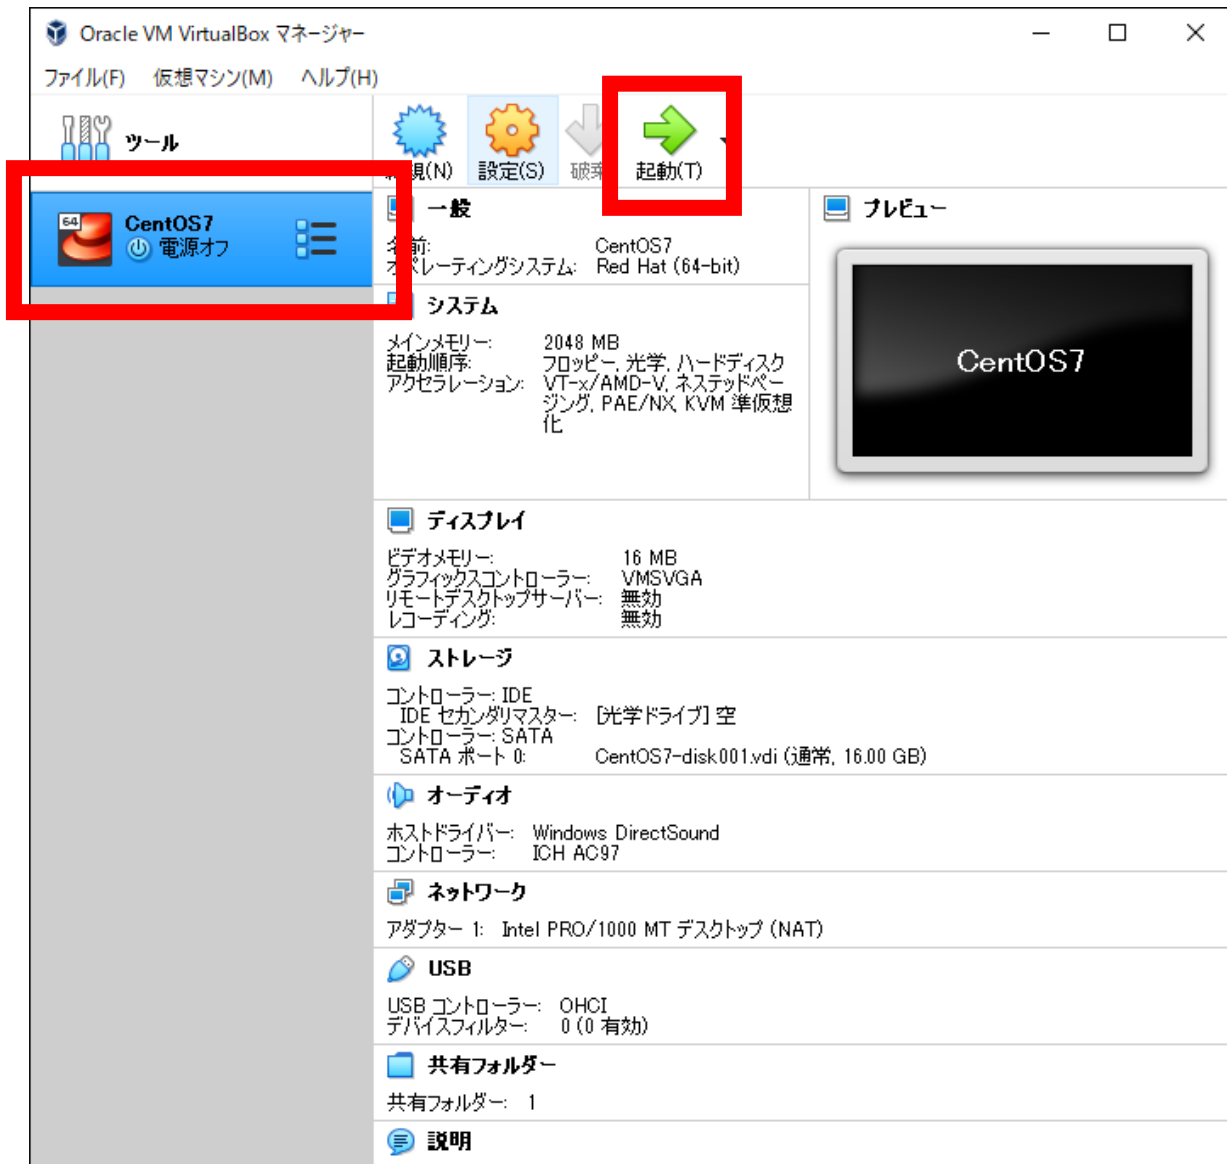 Oracle VM VirtualBox マネージャー
ファイル(F) 仮想マシン(M) ヘルプ(H)
ツール
規(N) 設定(S) 破棄 起動(T)
64 CentOS7
電源オフ
一般
名前: CentOS7
オペレーティングシステム: Red Hat (64-bit)
システム
メインメモリー: 2048 MB
起動順序: フロッピー, 光学, ハードディスク
アクセラレーション: VT-x/AMD-V, ネステッドペー
ジング, PAE/NX, KVM 準仮想
化
プレビュー
CentOS7
ディスプレイ
ビデオメモリー: 16 MB
グラフィックスコントローラー: VMSVGA
リモートデスクトップサーバー: 無効
レコーディング: 無効
ストレージ
コントローラー: IDE
IDE セカンダリマスター: [光学ドライブ] 空
コントローラー: SATA
SATA ポート 0: CentOS7-disk001.vdi (通常, 16.00 GB)
オーディオ
ホストドライバー: Windows DirectSound
コントローラー: ICH AC97
ネットワーク
アダプター 1: Intel PRO/1000 MT デスクトップ (NAT)
USB
USB コントローラー: OHCI
デバイスフィルター: 0 (0 有効)
共有フォルダー
共有フォルダー: 1
説明